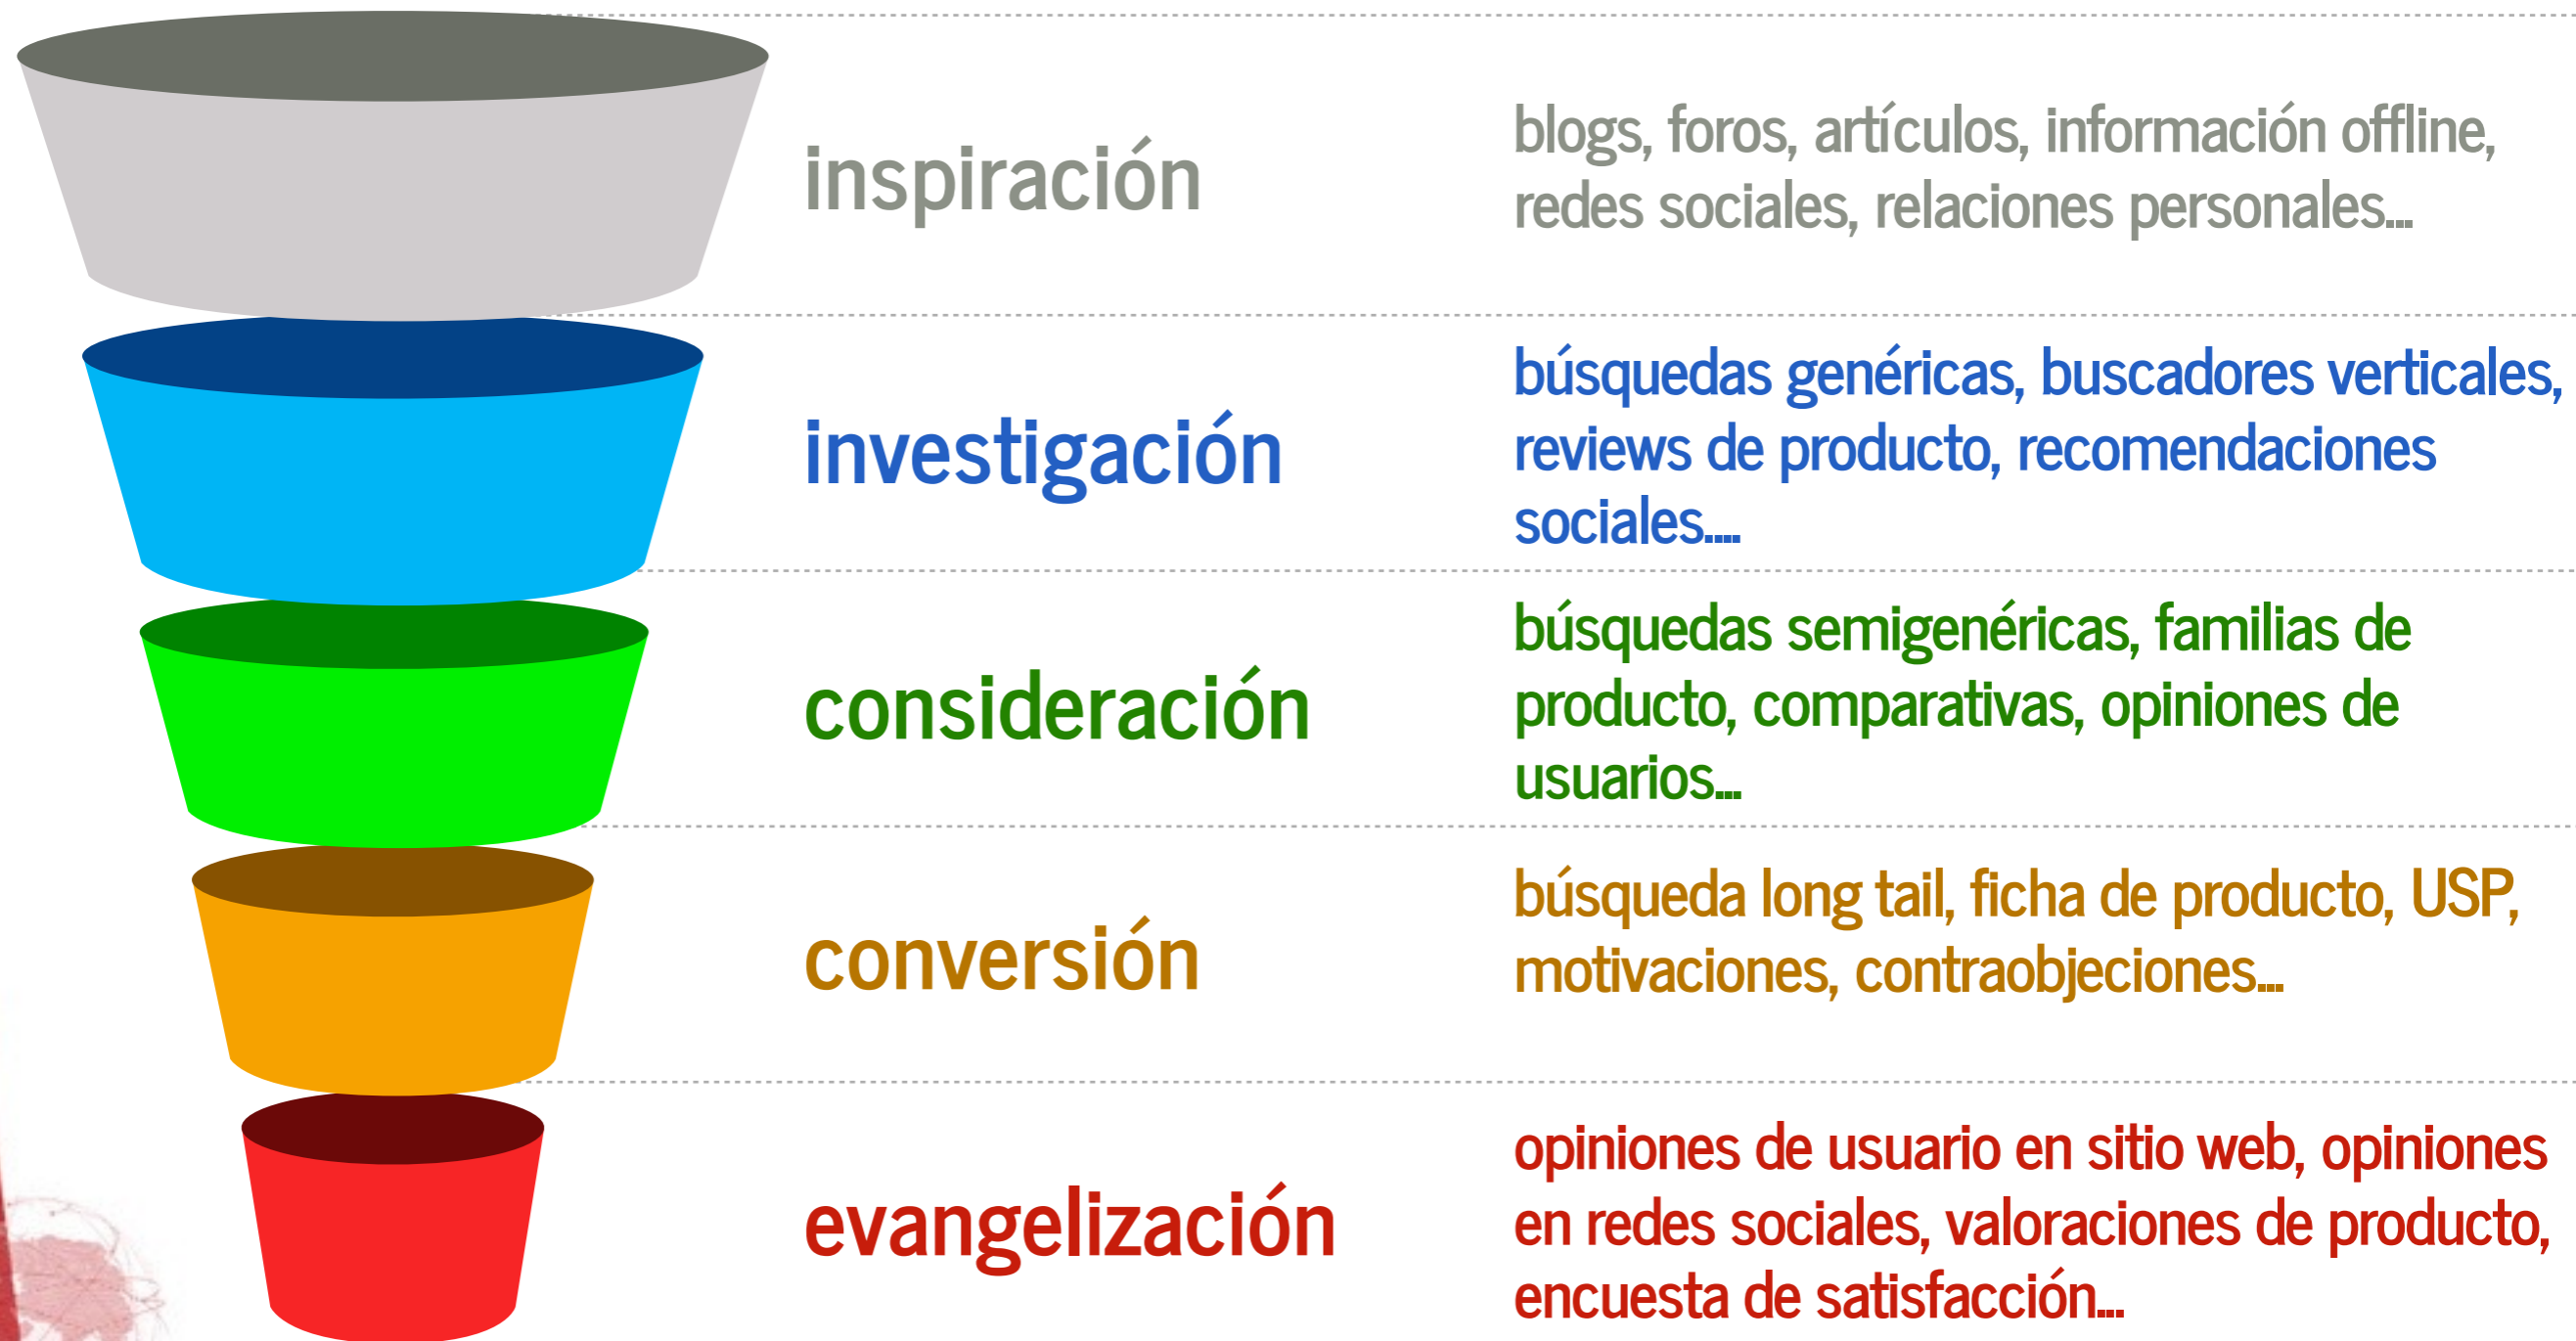 inspiración
blogs, foros, artículos, información offline,
redes sociales, relaciones personales...
investigación
búsquedas genéricas, buscadores verticales,
reviews de producto, recomendaciones
sociales....
consideración
búsquedas semigenéricas, familias de
producto, comparativas, opiniones de
usuarios...
conversión
búsqueda long tail, ficha de producto, USP,
motivaciones, contraobjeciones...
evangelización
opiniones de usuario en sitio web, opiniones
en redes sociales, valoraciones de producto,
encuesta de satisfacción...